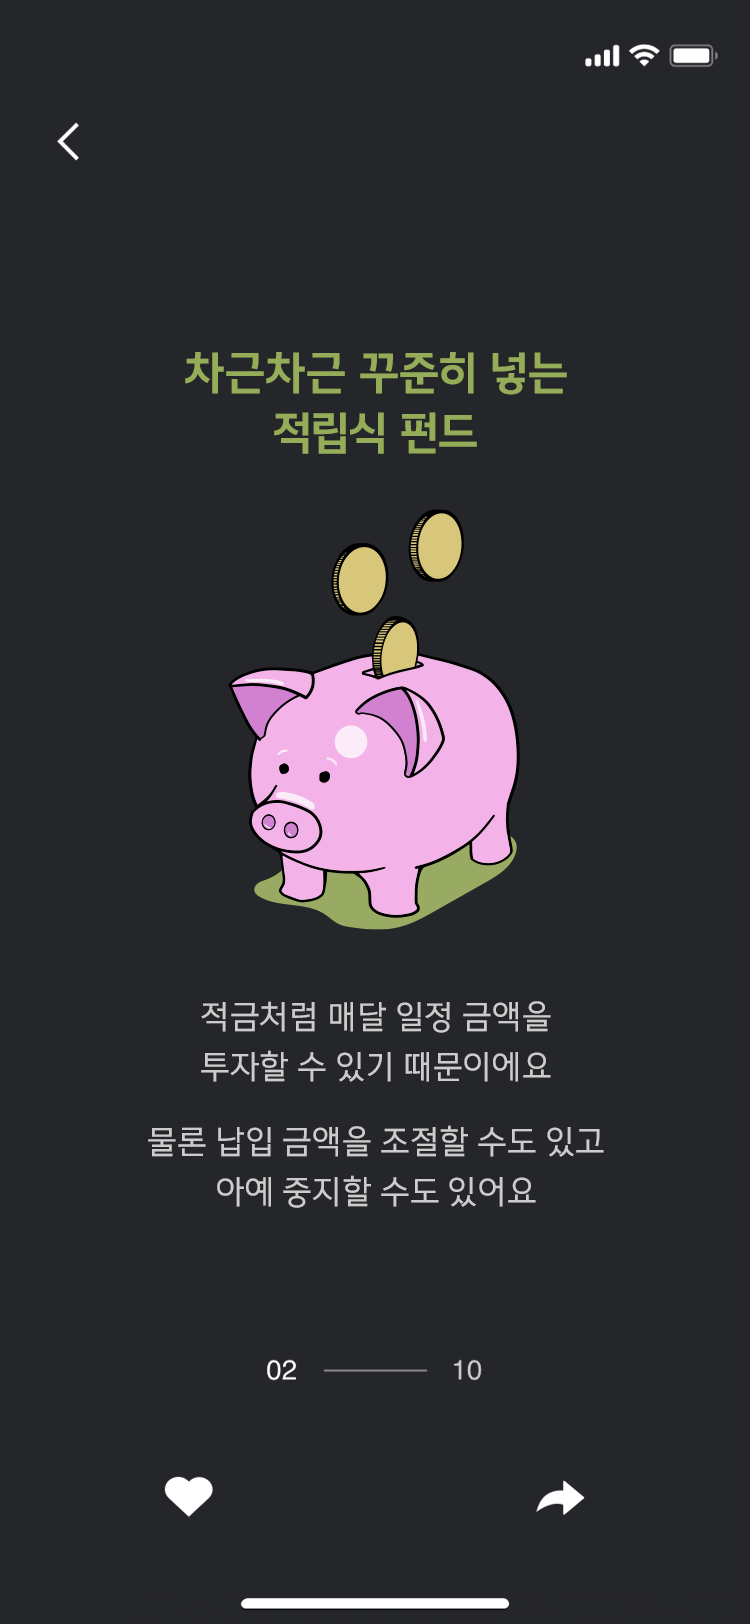 차근차근 꾸준히 넣는
적립식 펀드
적금처럼 매달 일정 금액을
투자할 수 있기 때문이에요
물론 납입 금액을 조절할 수도 있고
아예 중지할 수도 있어요
02 10